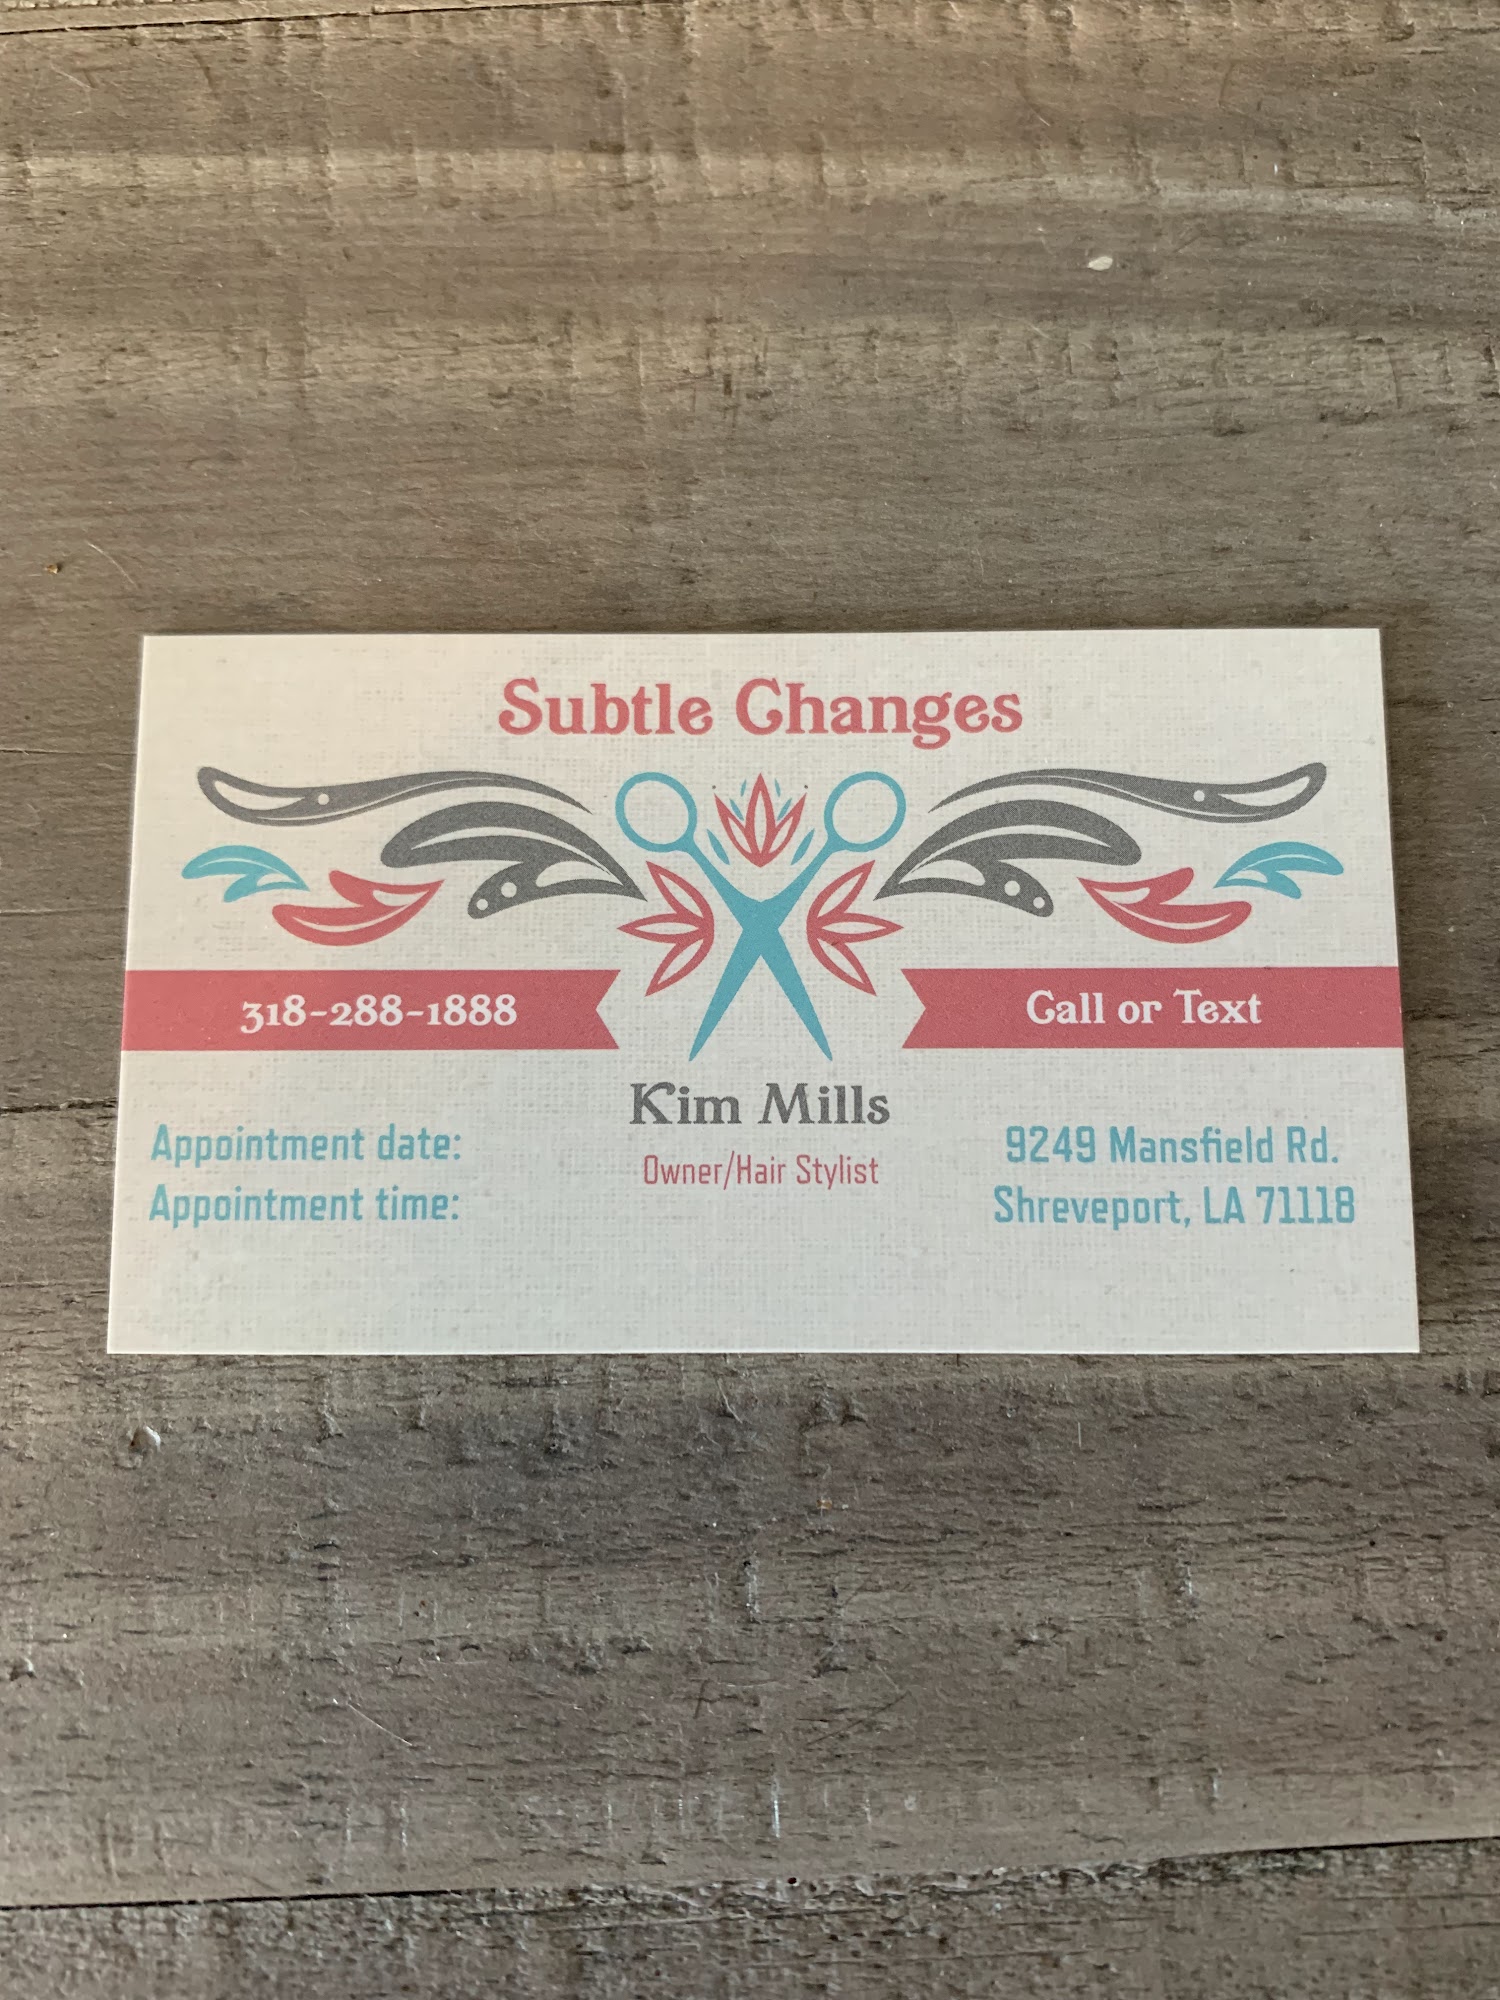 Subtle Changes
318-288-1888
Call or Text
Kim Mills
Owner/Hair Stylist
Appointment date:
Appointment time:
9249 Mansfield Rd.
Shreveport, LA 71118